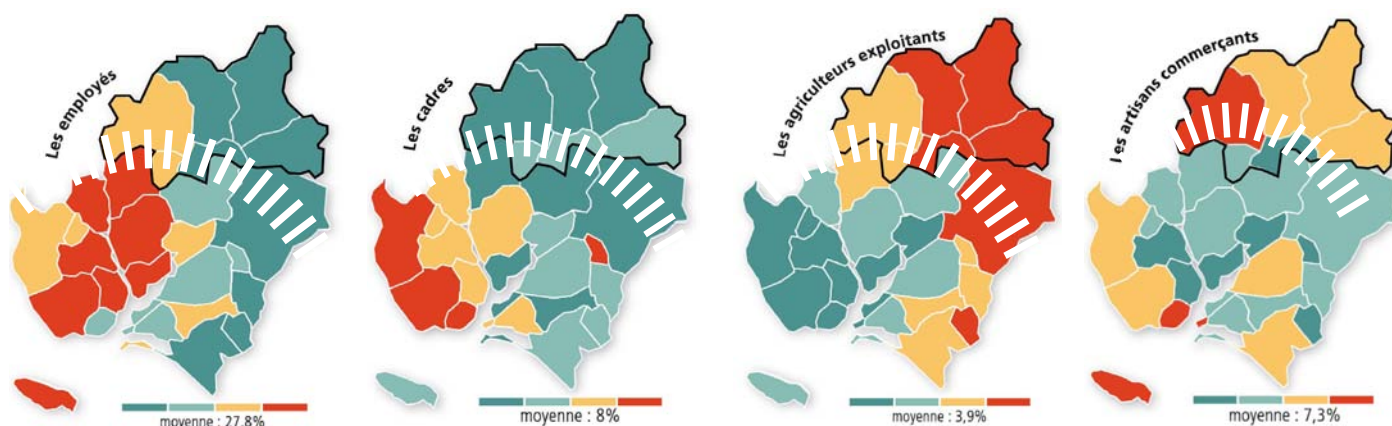 Les employés
Les cadres
Les agriculteurs exploitants
Les artisans commerçants
moyenne : 27,8%
moyenne : 8%
moyenne : 3,9%
moyenne : 7,3%